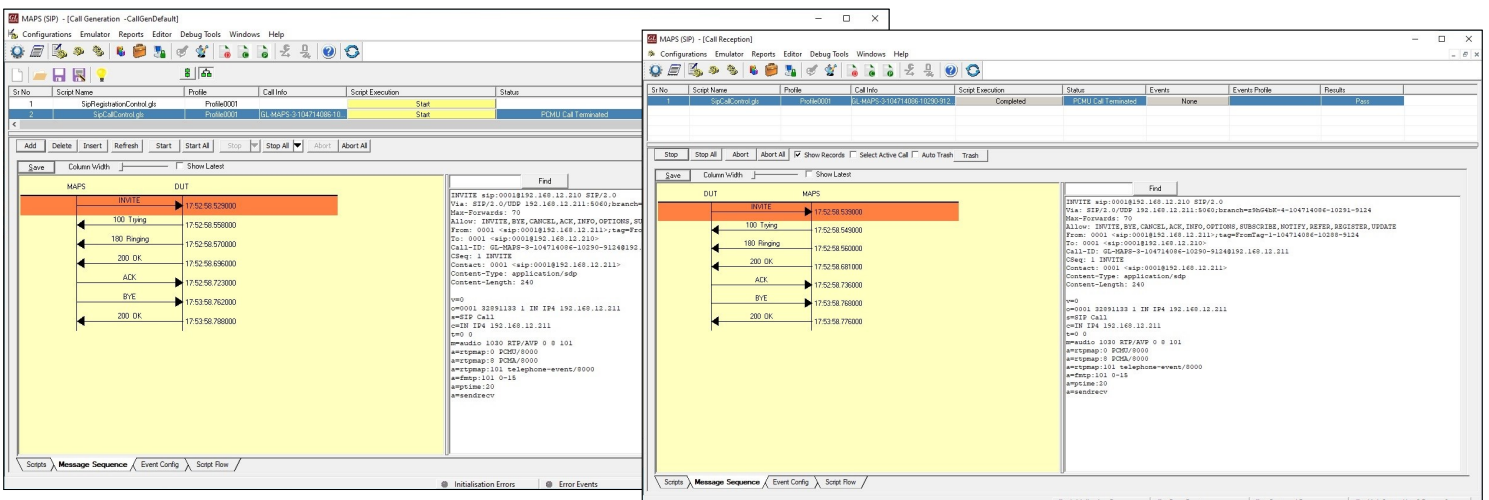 MAPS (SIP) - [Call Generation -CallGenDefault]
Configurations Emulator Reports Editor Debug Tools Windows Help
Sr No Script Name Profile Call Info Script Execution Status
1 SipRegistrationControl.gls Profile0001 Start
2 SipCallControl.gls Profile0001 GL-MAPS-3-104714086-10... Start PCMU Call Terminated
Add Delete Insert Refresh Start Start All Stop Stop All Abort Abort All
Save Column Width Show Latest
MAPS DUT
INVITE 17:52:58.529000
100 Trying 17:52:58.558000
180 Ringing 17:52:58.570000
200 OK 17:52:58.696000
ACK 17:52:58.723000
BYE 17:53:58.762000
200 OK 17:53:58.788000
Find
INVITE sip:0001@192.168.12.210 SIP/2.0
Via: SIP/2.0/UDP 192.168.12.211:5060;branch=
Max-Forwards: 70
Allow: INVITE,BYE,CANCEL,ACK,INFO,OPTIONS,SU
From: 0001 <sip:0001@192.168.12.211>;tag=Fro
To: 0001 <sip:0001@192.168.12.210>
Call-ID: GL-MAPS-3-104714086-10290-9124@192.
CSeq: 1 INVITE
Contact: 0001 <sip:0001@192.168.12.211>
Content-Type: application/sdp
Content-Length: 240
v=0
o=0001 32891133 1 IN IP4 192.168.12.211
s=SIP Call
c=IN IP4 192.168.12.211
t=0 0
m=audio 1030 RTP/AVP 0 8 101
a=rtpmap:0 PCMU/8000
a=rtpmap:8 PCMA/8000
a=rtpmap:101 telephone-event/8000
a=fmtp:101 0-15
a=ptime:20
a=sendrecv
Scripts Message Sequence Event Config Script Flow
Initialisation Errors Error Events
MAPS (SIP) - [Call Reception]
Configurations Emulator Reports Editor Debug Tools Windows Help
Sr No Script Name Profile Call Info Script Execution Status Events Events Profile Results
1 SipCallControl.gls Profile0001 GL-MAPS-3-104714086-10290-912... Completed PCMU Call Terminated None Pass
Stop Stop All Abort Abort All Show Records Select Active Call Auto Trash Trash
Save Column Width Show Latest
DUT MAPS
INVITE 17:52:58.539000
100 Trying 17:52:58.549000
180 Ringing 17:52:58.560000
200 OK 17:52:58.681000
ACK 17:52:58.736000
BYE 17:53:58.768000
200 OK 17:53:58.776000
Find
INVITE sip:0001@192.168.12.210 SIP/2.0
Via: SIP/2.0/UDP 192.168.12.211:5060;branch=z9hG4bK-4-104714086-10291-9124
Max-Forwards: 70
Allow: INVITE,BYE,CANCEL,ACK,INFO,OPTIONS,SUBSCRIBE,NOTIFY,REFER,REGISTER,UPDATE
From: 0001 <sip:0001@192.168.12.211>;tag=FromTag-1-104714086-10288-9124
To: 0001 <sip:0001@192.168.12.210>
Call-ID: GL-MAPS-3-104714086-10290-9124@192.168.12.211
CSeq: 1 INVITE
Contact: 0001 <sip:0001@192.168.12.211>
Content-Type: application/sdp
Content-Length: 240
v=0
o=0001 32891133 1 IN IP4 192.168.12.211
s=SIP Call
c=IN IP4 192.168.12.211
t=0 0
m=audio 1030 RTP/AVP 0 8 101
a=rtpmap:0 PCMU/8000
a=rtpmap:8 PCMA/8000
a=rtpmap:101 telephone-event/8000
a=fmtp:101 0-15
a=ptime:20
a=sendrecv
Scripts Message Sequence Event Config Script Flow